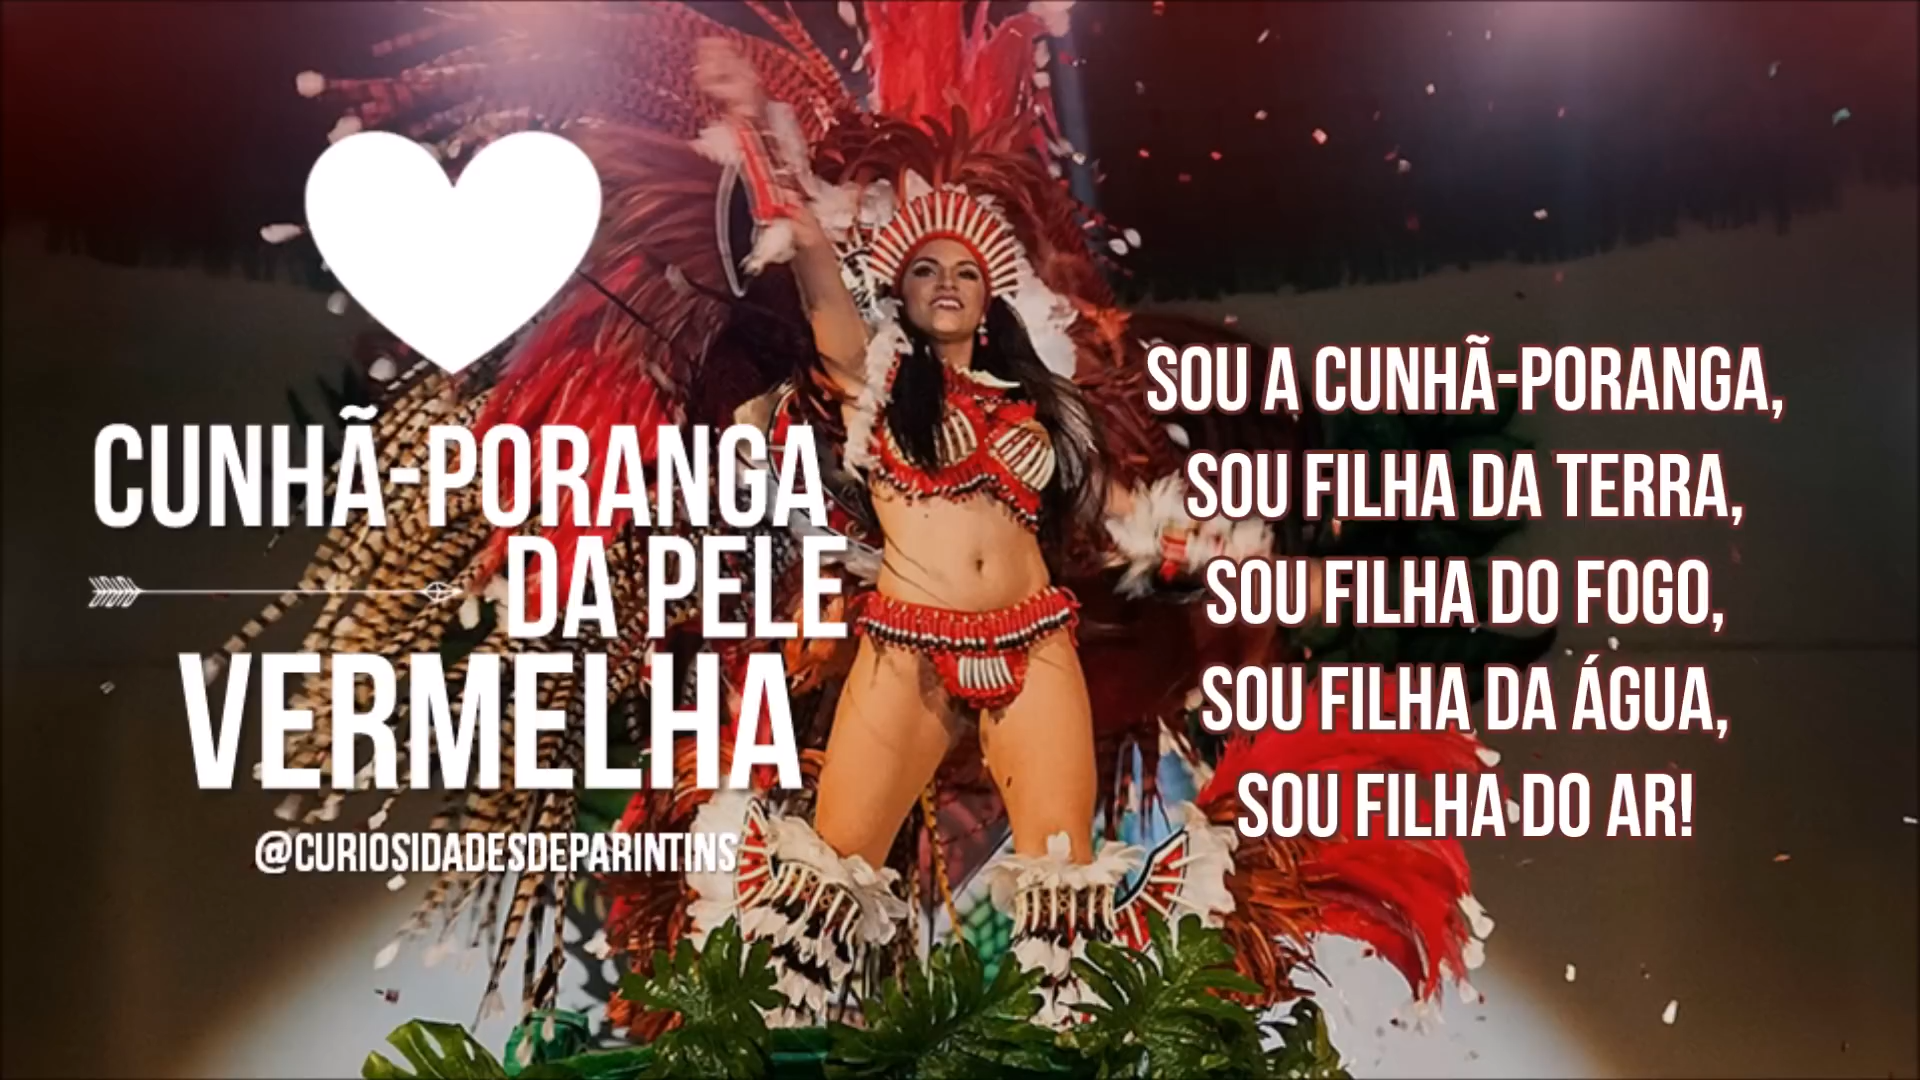 CUNHÃ-PORANGA
DA PELE
VERMELHA
@CURIOSIDADESDEPARINTINS
SOU A CUNHÃ-PORANGA,
SOU FILHA DA TERRA,
SOU FILHA DO FOGO,
SOU FILHA DA ÁGUA,
SOU FILHA DO AR!